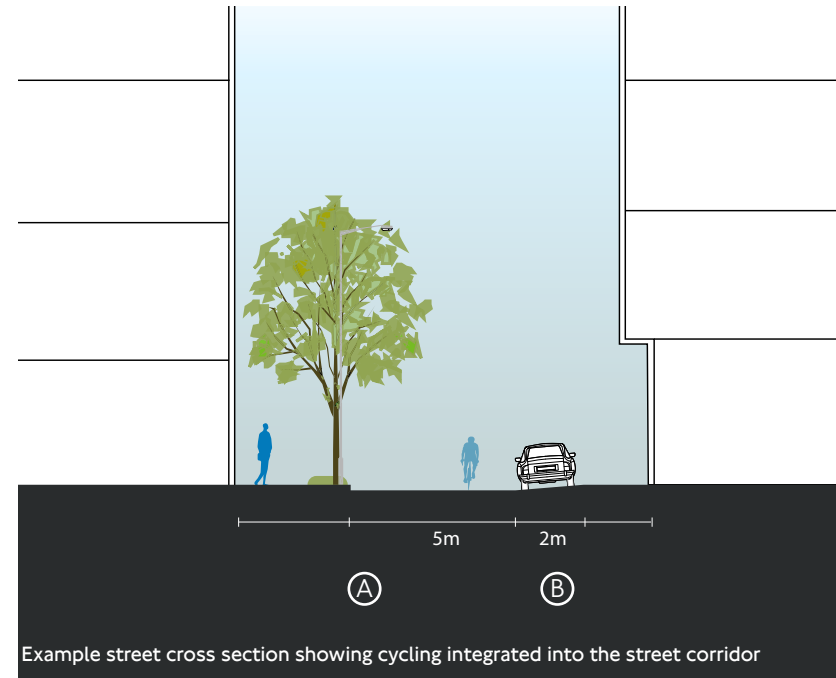 5m 2m
A B
Example street cross section showing cycling integrated into the street corridor